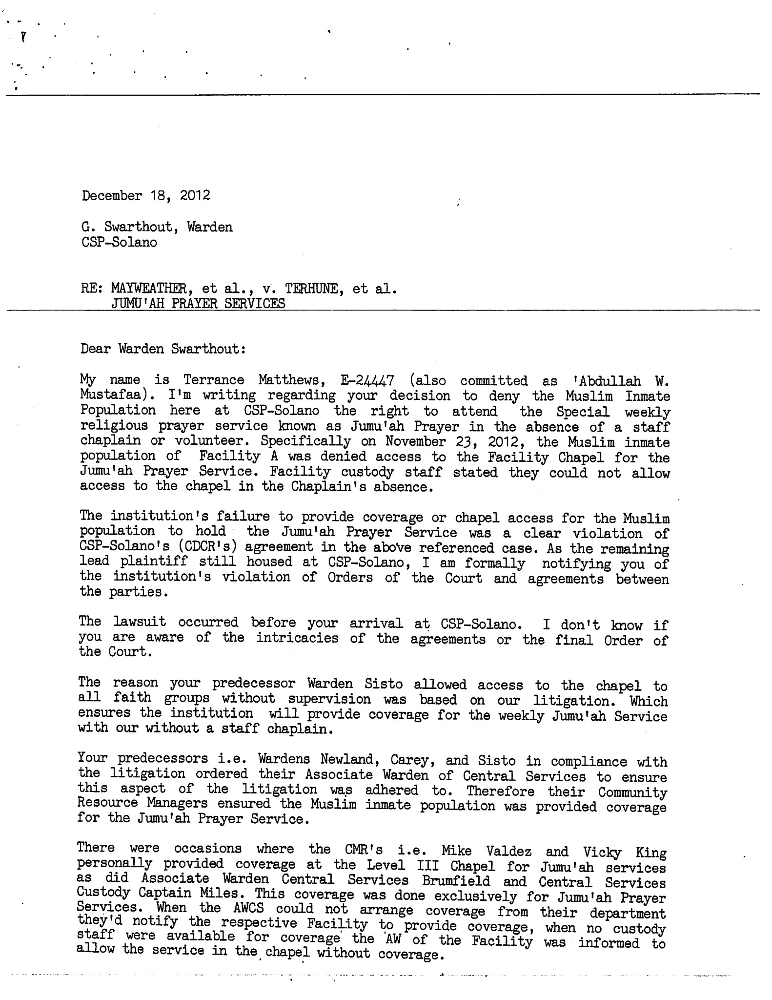 December 18, 2012
G. Swarthout, Warden
CSP-Solano
RE: MAYWEATHER, et al., v. TERHUNE, et al.
JUMU'AH PRAYER SERVICES
Dear Warden Swarthout:
My name is Terrance Matthews, E-24447 (also committed as 'Abdullah W.
Mustafaa). I'm writing regarding your decision to deny the Muslim Inmate
Population here at CSP-Solano the right to attend the Special weekly
religious prayer service known as Jumu'ah Prayer in the absence of a staff
chaplain or volunteer. Specifically on November 23, 2012, the Muslim inmate
population of Facility A was denied access to the Facility Chapel for the
Jumu'ah Prayer Service. Facility custody staff stated they could not allow
access to the chapel in the Chaplain's absence.
The institution's failure to provide coverage or chapel access for the Muslim
population to hold the Jumu'ah Prayer Service was a clear violation of
CSP-Solano's (CDCR's) agreement in the above referenced case. As the remaining
lead plaintiff still housed at CSP-Solano, I am formally notifying you of
the institution's violation of Orders of the Court and agreements between
the parties.
The lawsuit occurred before your arrival at CSP-Solano. I don't know if
you are aware of the intricacies of the agreements or the final Order of
the Court.
The reason your predecessor Warden Sisto allowed access to the chapel to
all faith groups without supervision was based on our litigation. Which
ensures the institution will provide coverage for the weekly Jumu'ah Service
with our without a staff chaplain.
Your predecessors i.e. Wardens Newland, Carey, and Sisto in compliance with
the litigation ordered their Associate Warden of Central Services to ensure
this aspect of the litigation was adhered to. Therefore their Community
Resource Managers ensured the Muslim inmate population was provided coverage
for the Jumu'ah Prayer Service.
There were occasions where the CMR's i.e. Mike Valdez and Vicky King
personally provided coverage at the Level III Chapel for Jumu'ah services
as did Associate Warden Central Services Brumfield and Central Services
Custody Captain Miles. This coverage was done exclusively for Jumu'ah Prayer
Services. When the AWCS could not arrange coverage from their department
they'd notify the respective Facility to provide coverage, when no custody
staff were available for coverage the AW of the Facility was informed to
allow the service in the chapel without coverage.